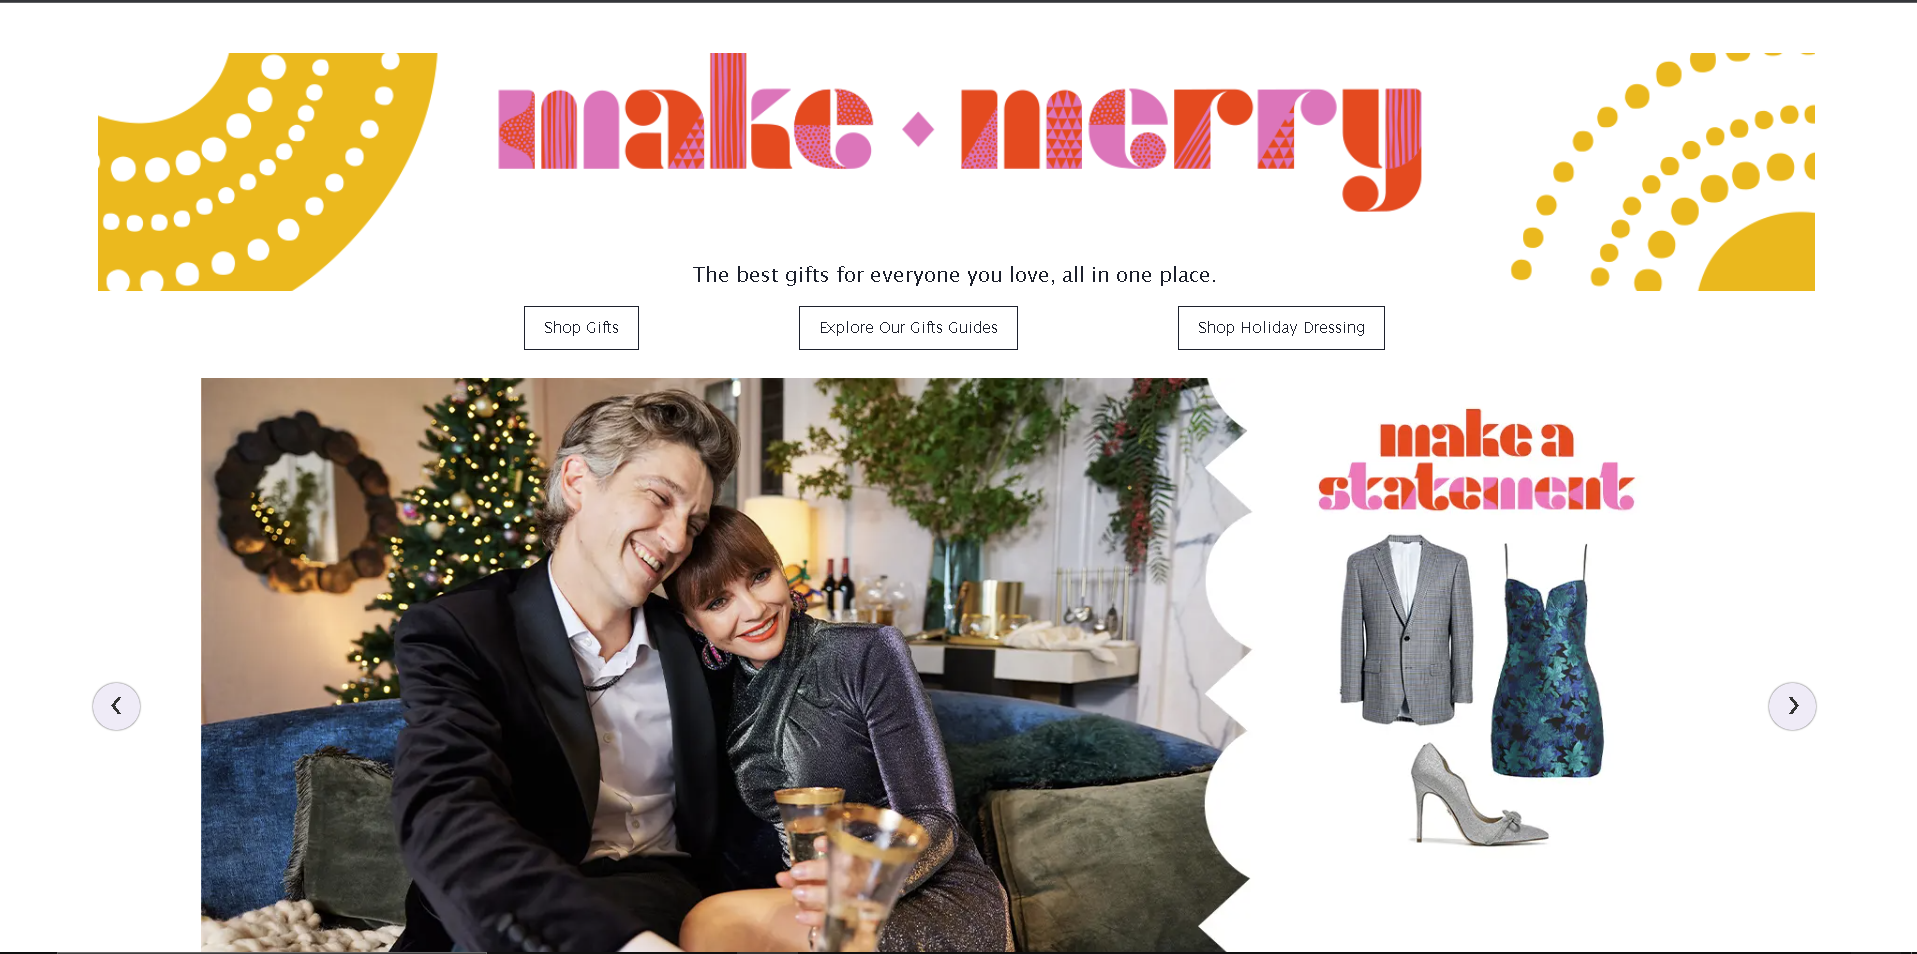 make ♦ merry
The best gifts for everyone you love, all in one place.
Shop Gifts
Explore Our Gifts Guides
Shop Holiday Dressing
make a
statement